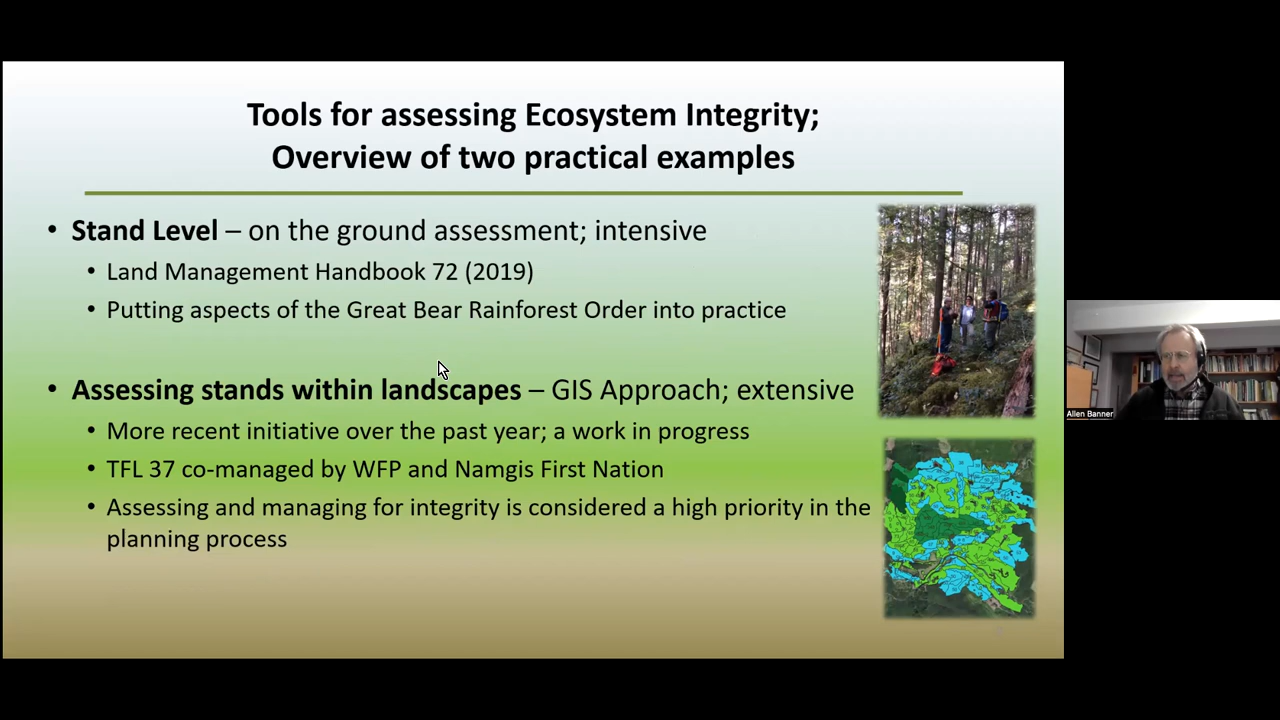 Tools for assessing Ecosystem Integrity;
Overview of two practical examples
• Stand Level – on the ground assessment; intensive
• Land Management Handbook 72 (2019)
• Putting aspects of the Great Bear Rainforest Order into practice
• Assessing stands within landscapes – GIS Approach; extensive
• More recent initiative over the past year; a work in progress
• TFL 37 co-managed by WFP and Namgis First Nation
• Assessing and managing for integrity is considered a high priority in the
planning process
Allen Banner